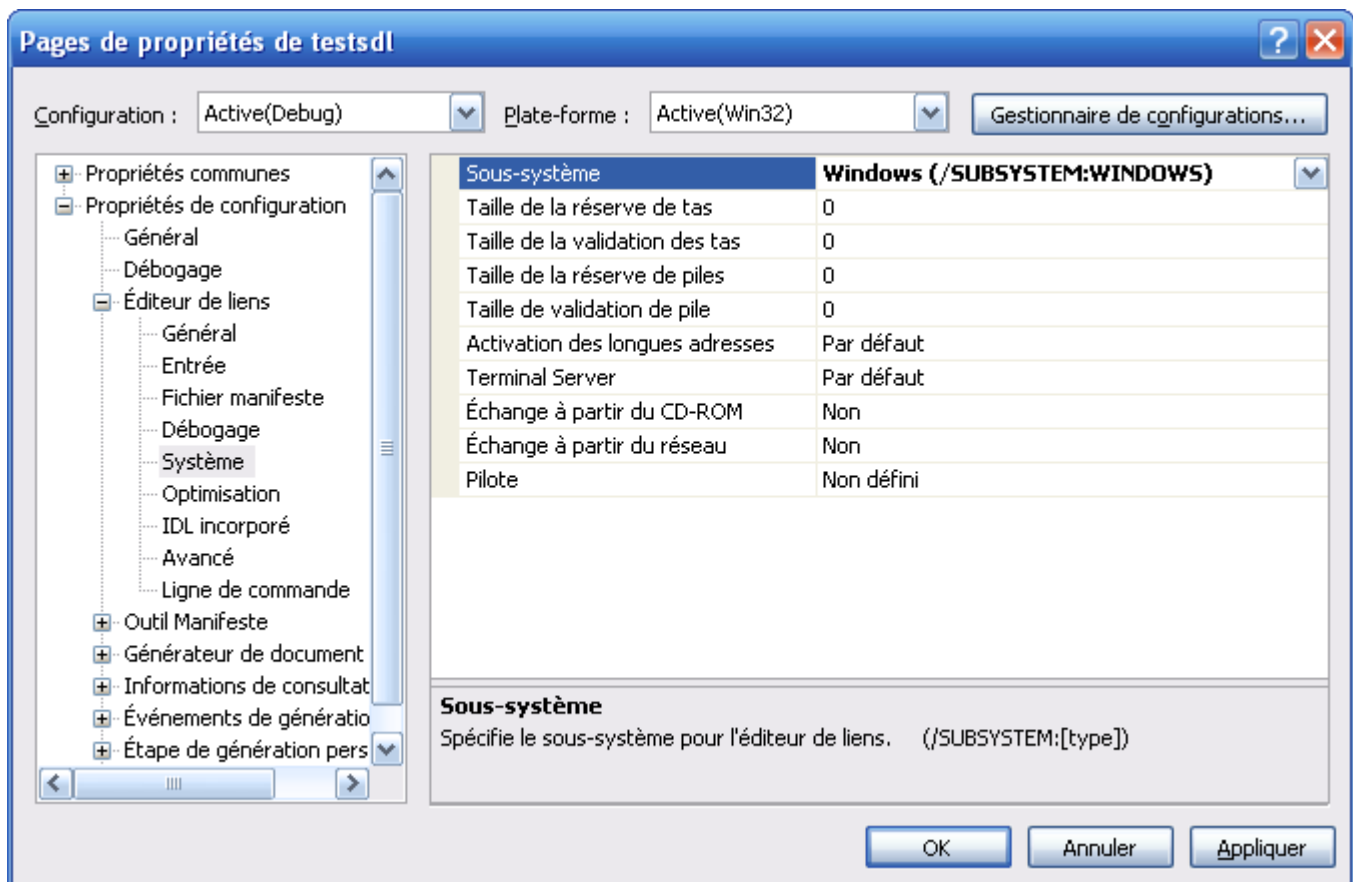 Pages de propriétés de testsdl
Configuration : Active(Debug) Plate-forme : Active(Win32) Gestionnaire de configurations...
Propriétés communes
Propriétés de configuration
Général
Débogage
Éditeur de liens
Général
Entrée
Fichier manifeste
Débogage
Système
Optimisation
IDL incorporé
Avancé
Ligne de commande
Outil Manifeste
Générateur de document
Informations de consultat
Événements de génératio
Étape de génération pers
Sous-système Windows (/SUBSYSTEM:WINDOWS)
Taille de la réserve de tas 0
Taille de la validation des tas 0
Taille de la réserve de piles 0
Taille de validation de pile 0
Activation des longues adresses Par défaut
Terminal Server Par défaut
Échange à partir du CD-ROM Non
Échange à partir du réseau Non
Pilote Non défini
Sous-système
Spécifie le sous-système pour l'éditeur de liens. (/SUBSYSTEM:[type])
OK Annuler Appliquer